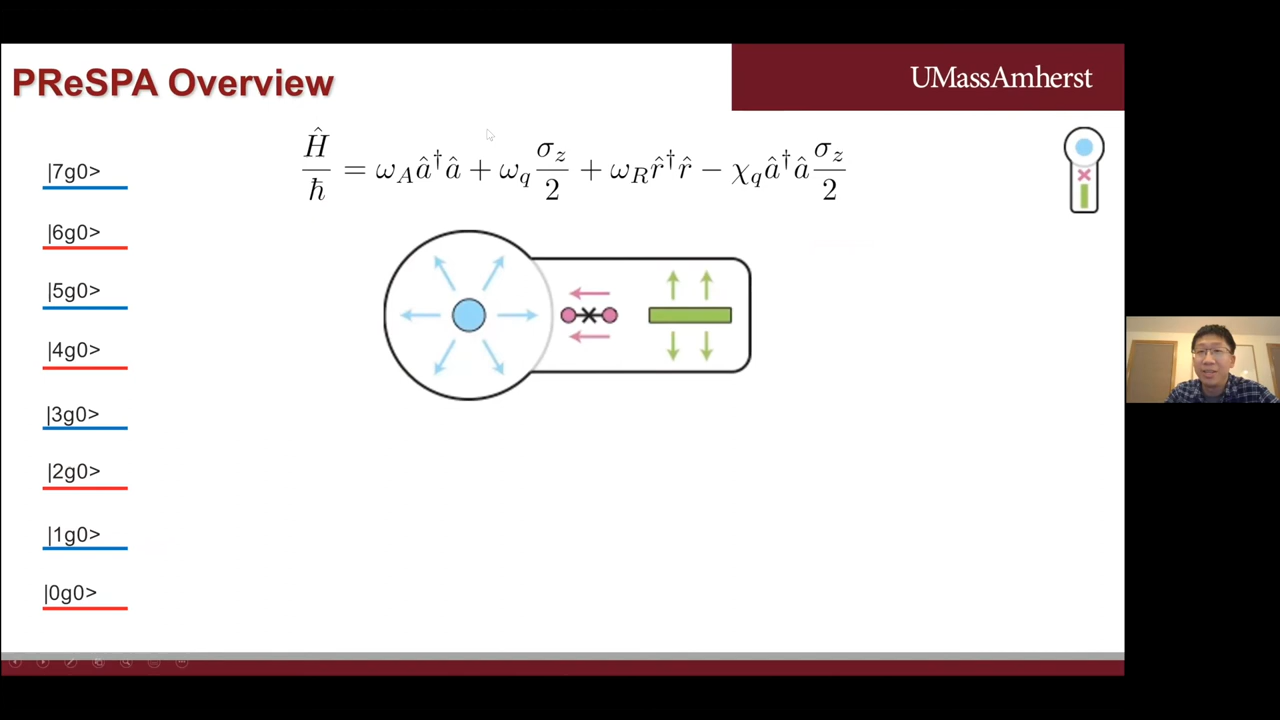 PReSPA Overview
UMassAmherst
Ĥ/ħ = ω_A â†â + ω_q σ_z/2 + ω_R r̂†r̂ − χ_q â†â σ_z/2
|7g0>
|6g0>
|5g0>
|4g0>
|3g0>
|2g0>
|1g0>
|0g0>